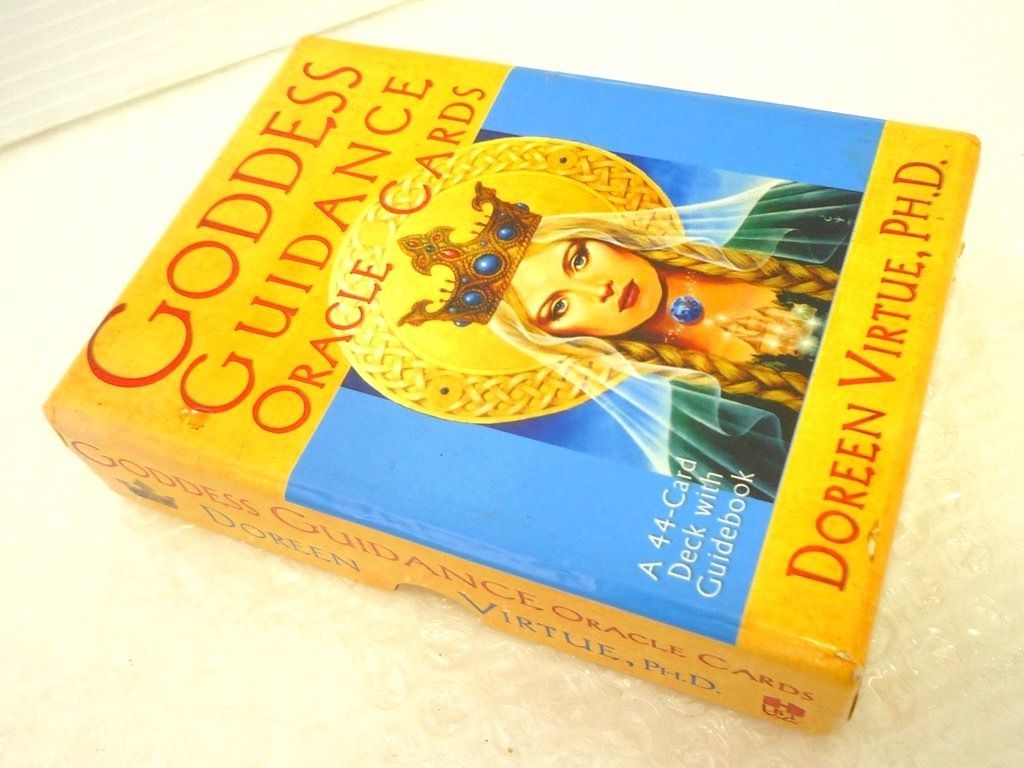 GODDESS
GUIDANCE
ORACLE CARDS
A 44-Card
Deck with
Guidebook
DOREEN VIRTUE, PH.D.
GODDESS GUIDANCE ORACLE CARDS
DOREEN VIRTUE, PH.D.